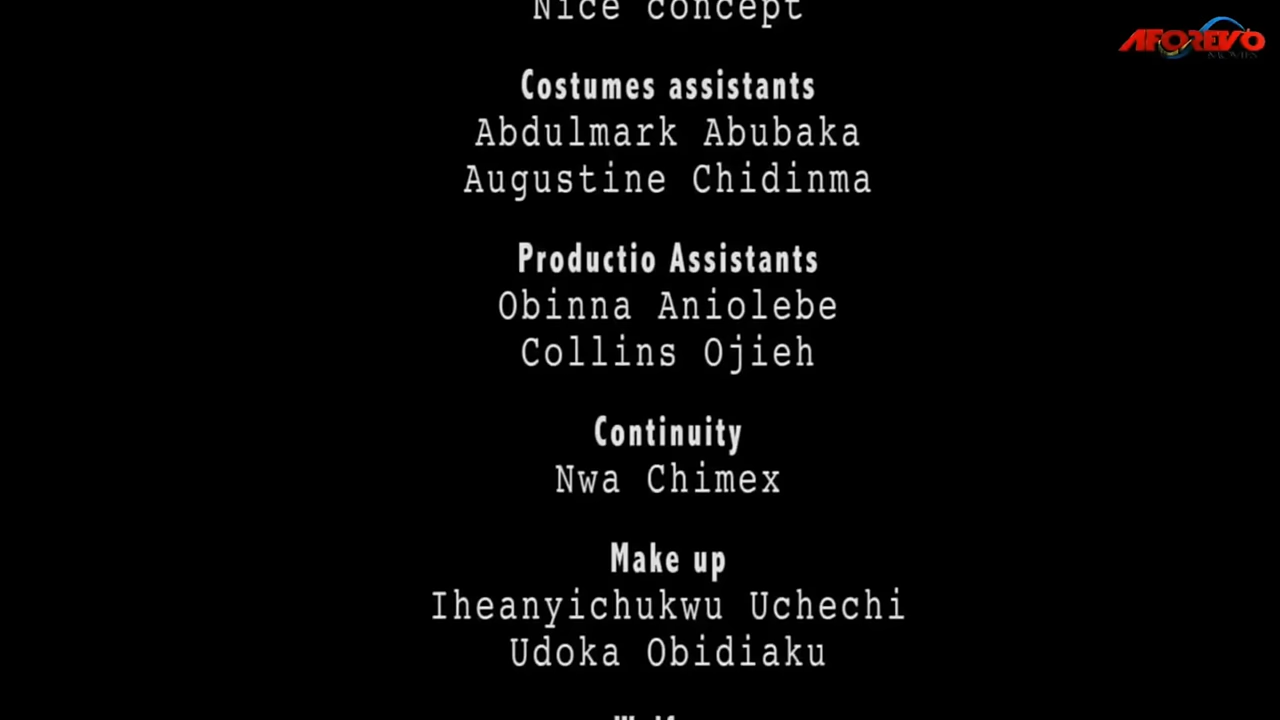 Nice concept
AFOREVO
MOVIES
Costumes assistants
Abdulmark Abubaka
Augustine Chidinma
Productio Assistants
Obinna Aniolebe
Collins Ojieh
Continuity
Nwa Chimex
Make up
Iheanyichukwu Uchechi
Udoka Obidiaku